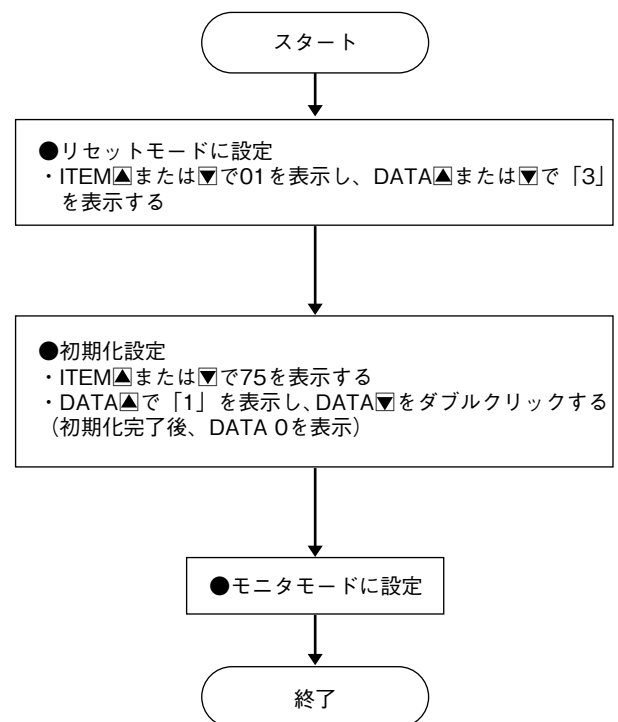 スタート
●リセットモードに設定
・ITEM▲または▼で01を表示し、DATA▲または▼で「3」
を表示する
●初期化設定
・ITEM▲または▼で75を表示する
・DATA▲で「1」を表示し、DATA▼をダブルクリックする
（初期化完了後、DATA 0を表示）
●モニタモードに設定
終了